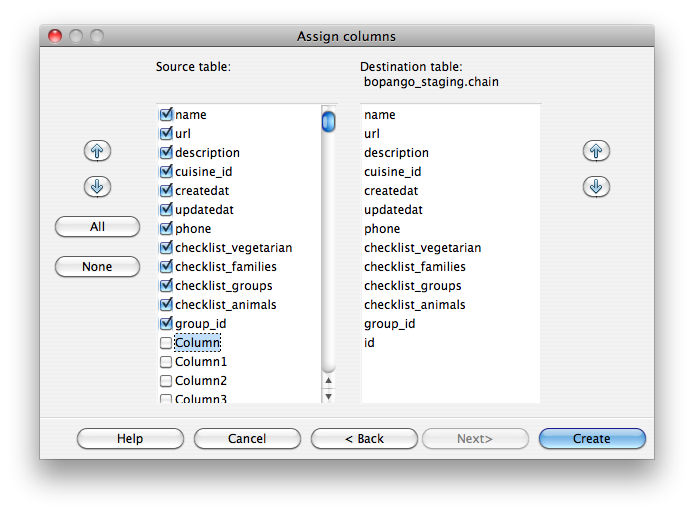 Assign columns
Source table:
Destination table:
bopango_staging.chain
All
None
name
url
description
cuisine_id
createdat
updatedat
phone
checklist_vegetarian
checklist_families
checklist_groups
checklist_animals
group_id
Column
Column1
Column2
Column3
name
url
description
cuisine_id
createdat
updatedat
phone
checklist_vegetarian
checklist_families
checklist_groups
checklist_animals
group_id
id
Help
Cancel
< Back
Next>
Create